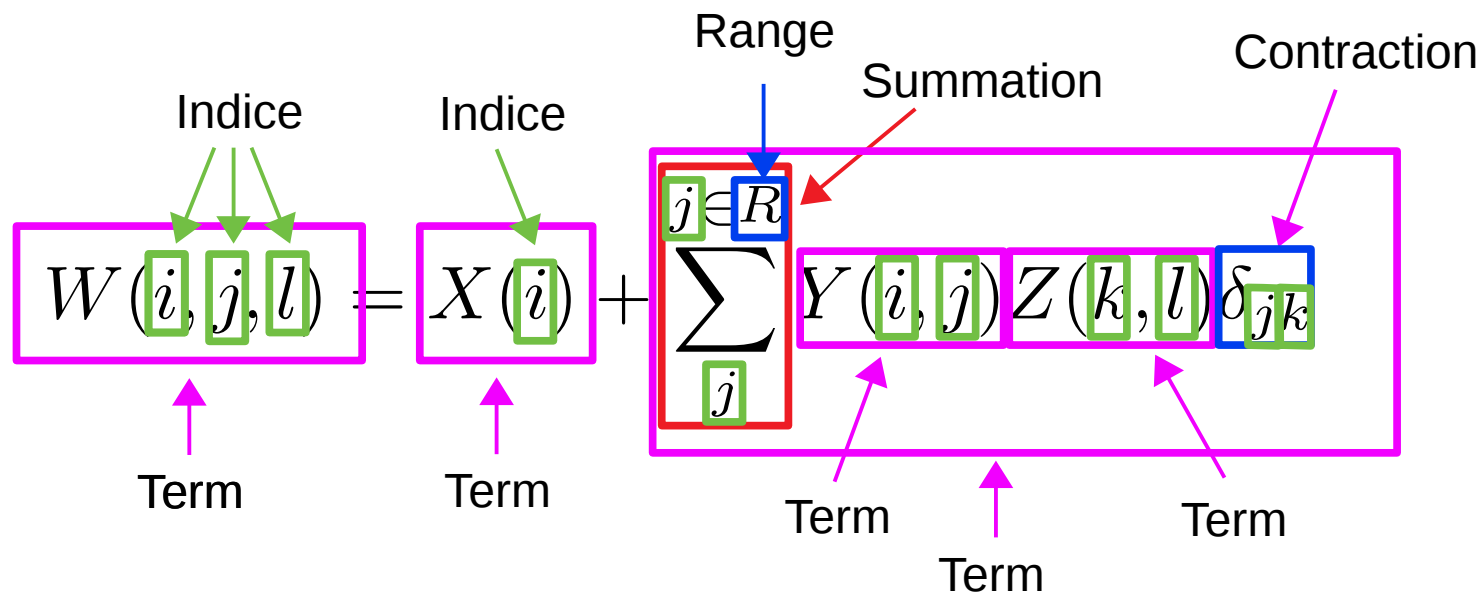 Range
Contraction
Summation
Indice
Indice
j∈R
W(i,j,l) = X(i) + ∑ Y(i,j) Z(k,l) δjk
j
Term
Term
Term
Term
Term